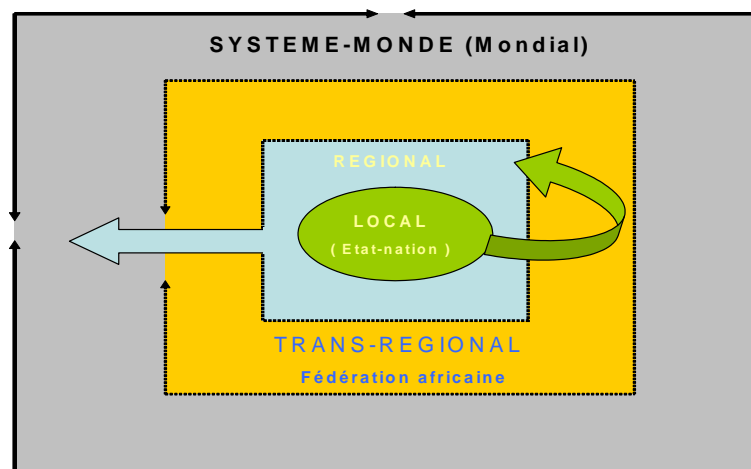 SYSTEME-MONDE (Mondial)
REGIONAL
LOCAL
( Etat-nation )
TRANS-REGIONAL
Fédération africaine